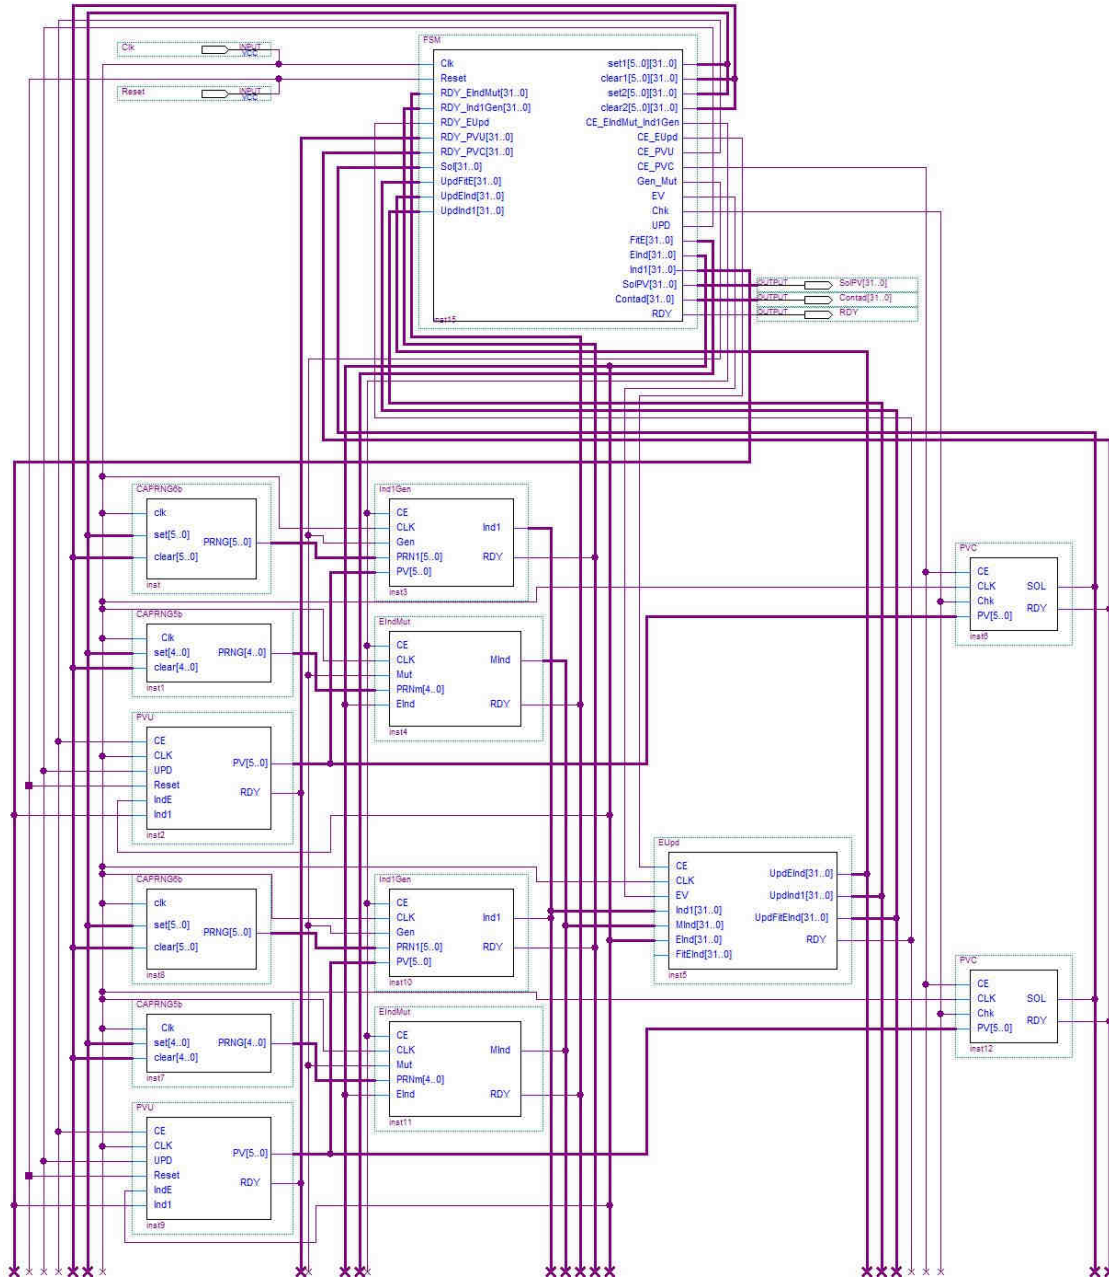 FSM
Clk INPUT VCC
Reset INPUT VCC
Clk set1[5..0][31..0]
Reset clear1[5..0][31..0]
RDY_EIndMut[31..0] set2[5..0][31..0]
RDY_Ind1Gen[31..0] clear2[5..0][31..0]
RDY_EUpd CE_EIndMut_Ind1Gen
RDY_PVU[31..0] CE_EUpd
RDY_PVC[31..0] CE_PVU
Sol[31..0] CE_PVC
UpdFitE[31..0] Gen_Mut
UpdEInd[31..0] EV
UpdInd1[31..0] Chk
UPD
FitE[31..0]
EInd[31..0]
Ind1[31..0]
SolPV[31..0] OUTPUT SolPV[31..0]
Contad[31..0] OUTPUT Contad[31..0]
RDY OUTPUT RDY
inst15
CAPRNG6b
clk
set[5..0] PRNG[5..0]
clear[5..0]
inst
Ind1Gen
CE
CLK Ind1
Gen
PRN1[5..0] RDY
PV[5..0]
inst3
PVC
CE
CLK SOL
Chk RDY
PV[5..0]
inst6
CAPRNG5b
Clk
set[4..0] PRNG[4..0]
clear[4..0]
inst1
EIndMut
CE
CLK MInd
Mut
PRNm[4..0]
EInd RDY
inst4
PVU
CE
CLK PV[5..0]
UPD
Reset RDY
IndE
Ind1
inst2
EUpd
CE
CLK UpdEInd[31..0]
EV UpdInd1[31..0]
Ind1[31..0] UpdFitEInd[31..0]
MInd[31..0]
EInd[31..0] RDY
FitEInd[31..0]
inst5
CAPRNG6b
clk
set[5..0] PRNG[5..0]
clear[5..0]
inst8
Ind1Gen
CE
CLK Ind1
Gen
PRN1[5..0] RDY
PV[5..0]
inst10
PVC
CE
CLK SOL
Chk RDY
PV[5..0]
inst12
CAPRNG5b
Clk
set[4..0] PRNG[4..0]
clear[4..0]
inst7
EIndMut
CE
CLK MInd
Mut
PRNm[4..0]
EInd RDY
inst11
PVU
CE
CLK PV[5..0]
UPD
Reset RDY
IndE
Ind1
inst9